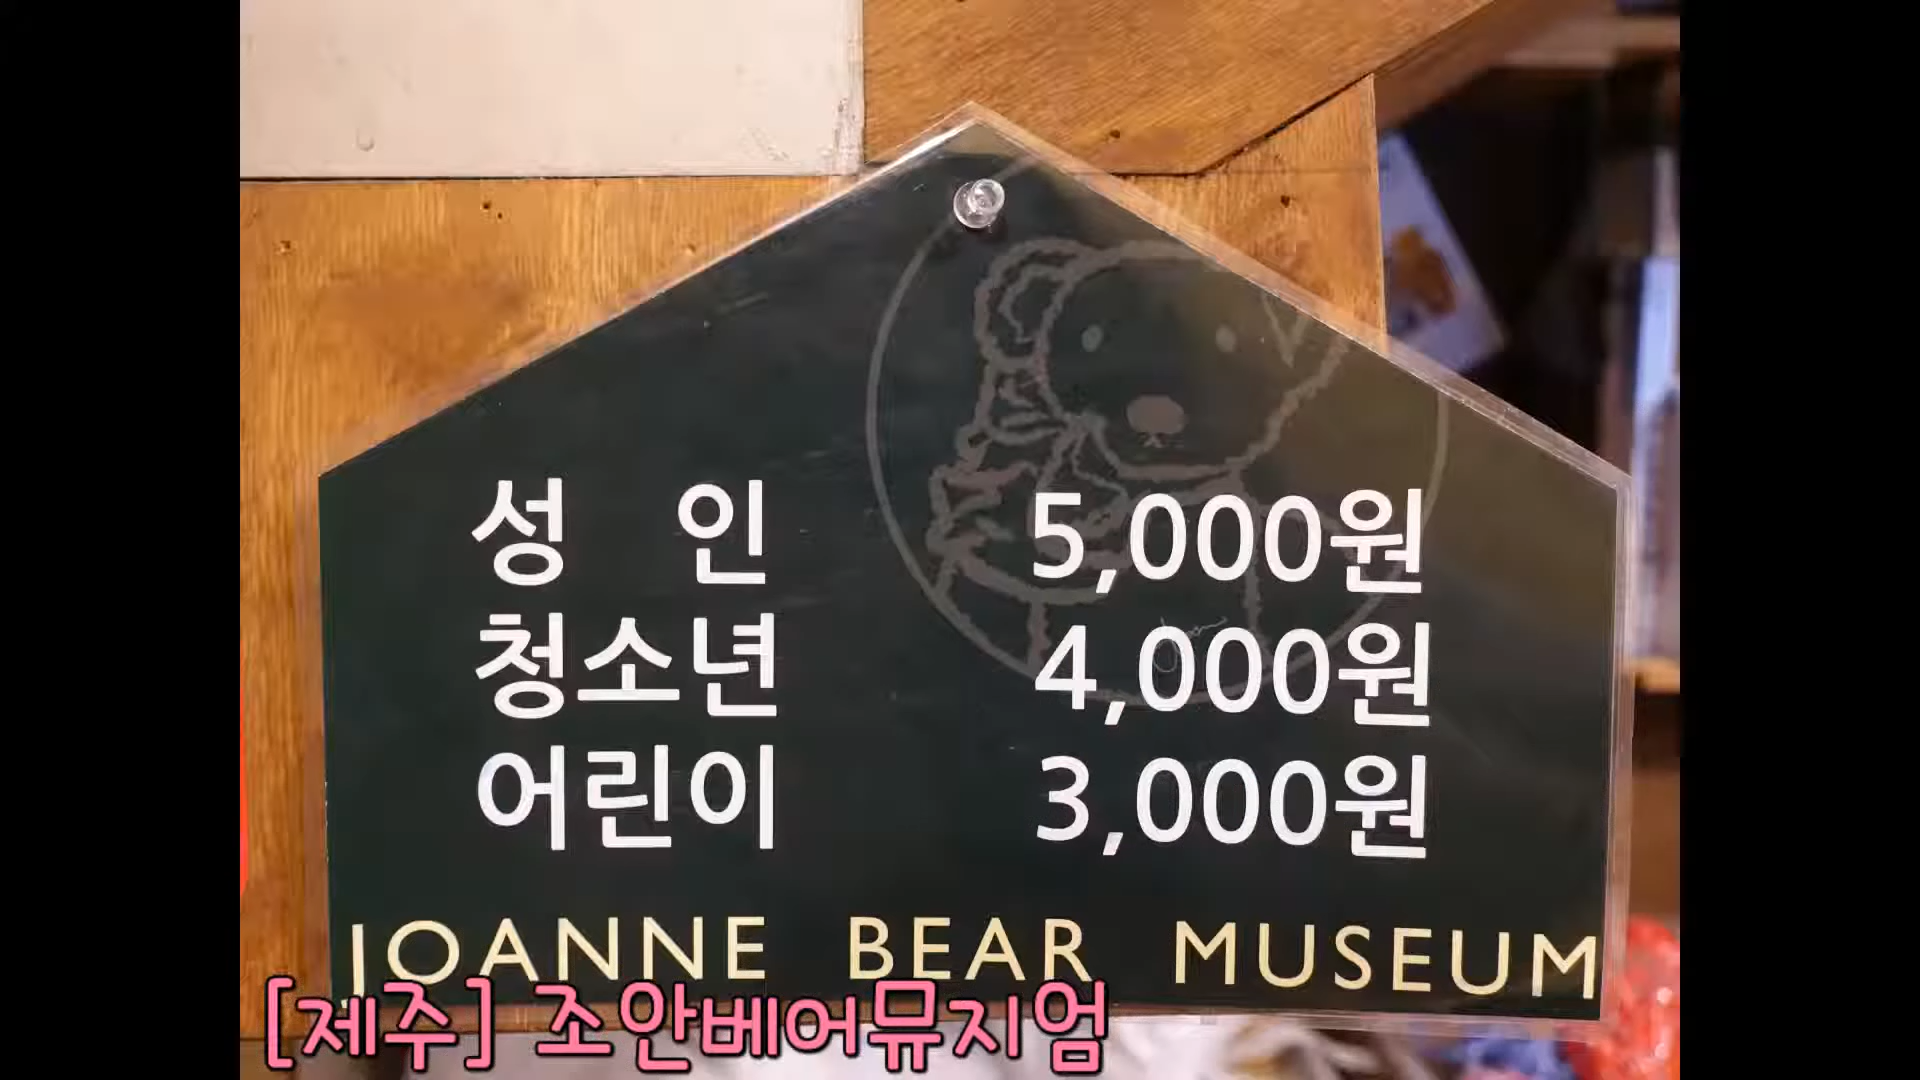 성 인 5,000원
청소년 4,000원
어린이 3,000원
JOANNE BEAR MUSEUM
[제주] 조안베어뮤지엄